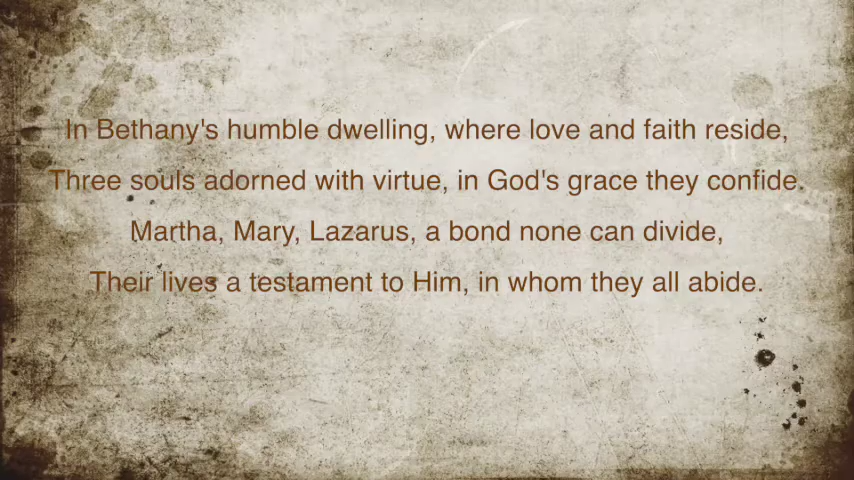 In Bethany's humble dwelling, where love and faith reside,
Three souls adorned with virtue, in God's grace they confide.
Martha, Mary, Lazarus, a bond none can divide,
Their lives a testament to Him, in whom they all abide.